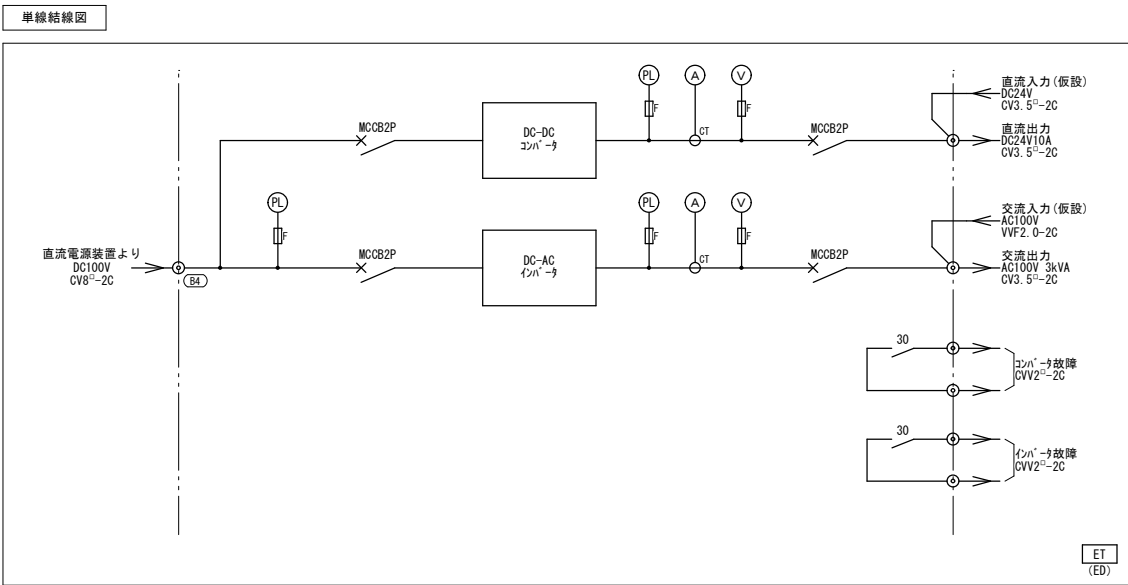 単線結線図
PL
A
V
F
F
MCCB2P
DC-DC
コンバータ
CT
MCCB2P
直流入力(仮設)
DC24V
CV3.5□-2C
直流出力
DC24V10A
CV3.5□-2C
PL
F
PL
A
V
F
F
直流電源装置より
DC100V
CV8□-2C
B4
MCCB2P
DC-AC
インバータ
CT
MCCB2P
交流入力(仮設)
AC100V
VVF2.0-2C
交流出力
AC100V 3kVA
CV3.5□-2C
30
コンバータ故障
CVV2□-2C
30
インバータ故障
CVV2□-2C
ET
(ED)